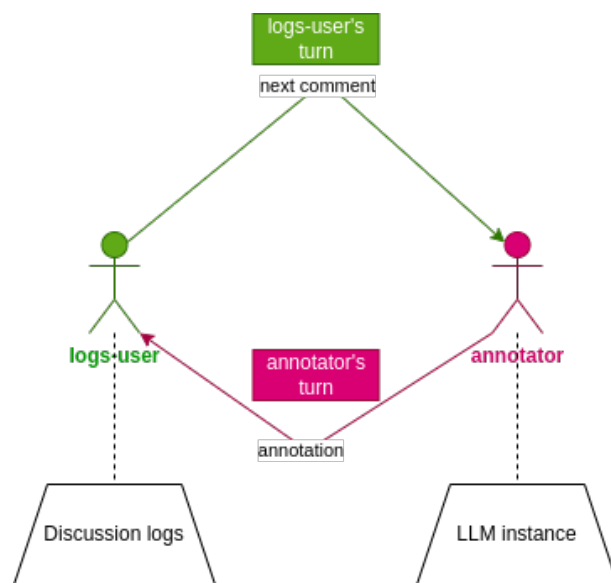 logs-user's
turn
next comment
logs-user
annotator
annotator's
turn
annotation
Discussion logs
LLM instance